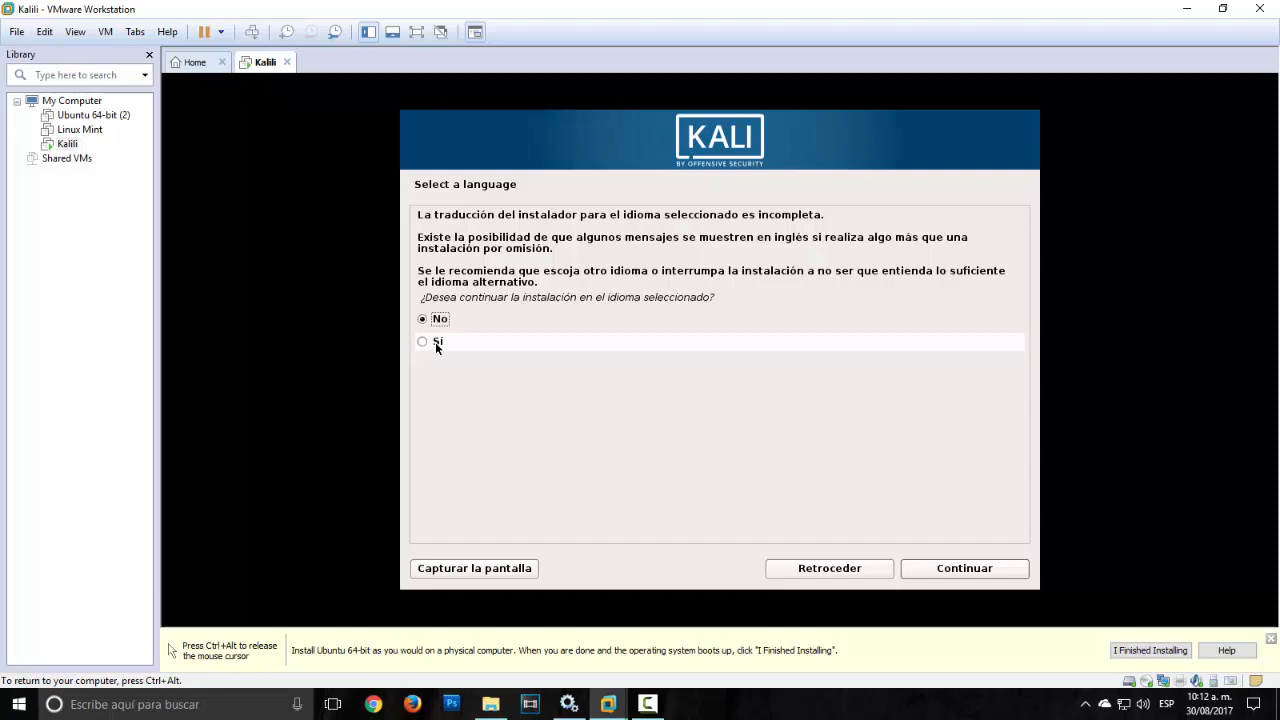 Kalili - VMware Workstation
File Edit View VM Tabs Help
Library
Type here to search
My Computer
Ubuntu 64-bit (2)
Linux Mint
Kalili
Shared VMs
Home
Kalili
KALI
BY OFFENSIVE SECURITY
Select a language
La traducción del instalador para el idioma seleccionado es incompleta.
Existe la posibilidad de que algunos mensajes se muestren en inglés si realiza algo más que una
instalación por omisión.
Se le recomienda que escoja otro idioma o interrumpa la instalación a no ser que entienda lo suficiente
el idioma alternativo.
¿Desea continuar la instalación en el idioma seleccionado?
No
Sí
Capturar la pantalla
Retroceder
Continuar
Press Ctrl+Alt to release
the mouse cursor
Install Ubuntu 64-bit as you would on a physical computer. When you are done and the operating system boots up, click "I Finished Installing".
I Finished Installing
Help
To return to your computer, press Ctrl+Alt.
Escribe aquí para buscar
Ps
ESP
10:12 a. m.
30/08/2017